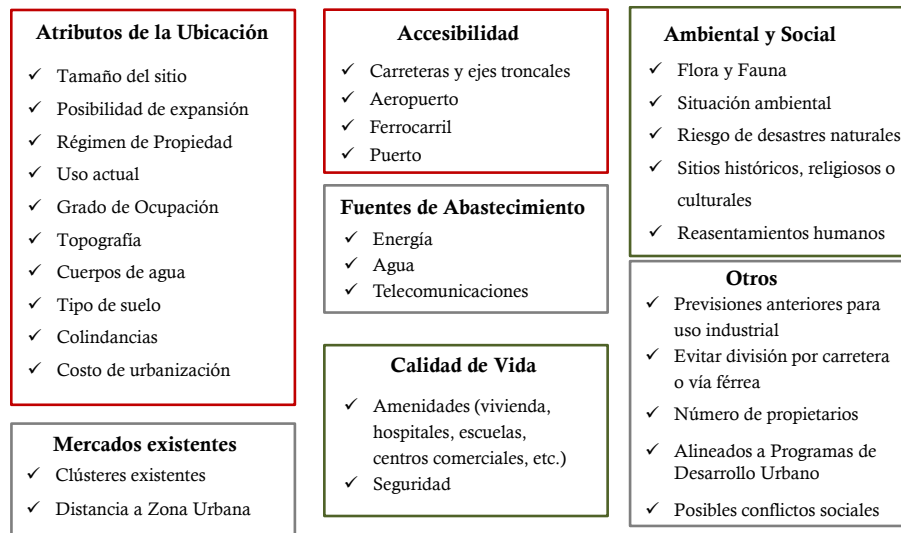 Atributos de la Ubicación
✓ Tamaño del sitio
✓ Posibilidad de expansión
✓ Régimen de Propiedad
✓ Uso actual
✓ Grado de Ocupación
✓ Topografía
✓ Cuerpos de agua
✓ Tipo de suelo
✓ Colindancias
✓ Costo de urbanización
Mercados existentes
✓ Clústeres existentes
✓ Distancia a Zona Urbana
Accesibilidad
✓ Carreteras y ejes troncales
✓ Aeropuerto
✓ Ferrocarril
✓ Puerto
Fuentes de Abastecimiento
✓ Energía
✓ Agua
✓ Telecomunicaciones
Calidad de Vida
✓ Amenidades (vivienda,
hospitales, escuelas,
centros comerciales, etc.)
✓ Seguridad
Ambiental y Social
✓ Flora y Fauna
✓ Situación ambiental
✓ Riesgo de desastres naturales
✓ Sitios históricos, religiosos o
culturales
✓ Reasentamientos humanos
Otros
✓ Previsiones anteriores para
uso industrial
✓ Evitar división por carretera
o vía férrea
✓ Número de propietarios
✓ Alineados a Programas de
Desarrollo Urbano
✓ Posibles conflictos sociales